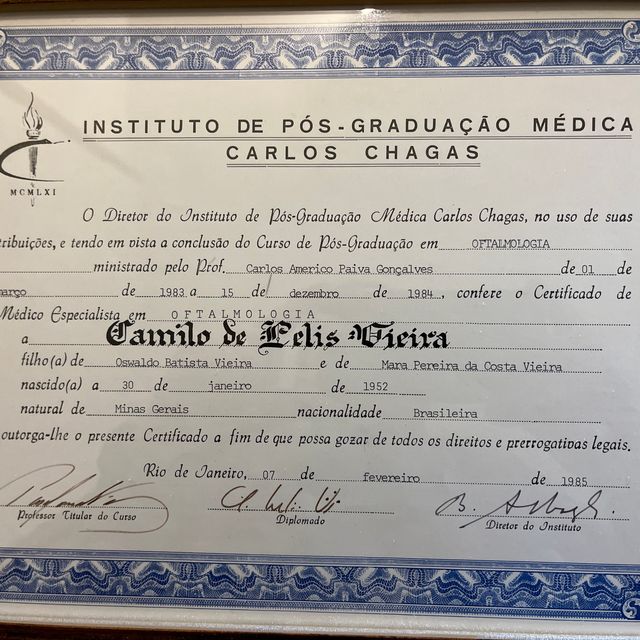 INSTITUTO DE PÓS-GRADUAÇÃO MÉDICA
CARLOS CHAGAS
MCMLXI
O Diretor do Instituto de Pós-Graduação Médica Carlos Chagas, no uso de suas
tribuições, e tendo em vista a conclusão do Curso de Pós-Graduação em OFTALMOLOGIA
ministrado pelo Prof. Carlos Americo Paiva Gonçalves de 01 de
março de 1983 a 15 de dezembro de 1984, confere o Certificado de
Médico Especialista em OFTALMOLOGIA
a Camilo de Lelis Vieira
filho(a) de Oswaldo Batista Vieira e de Mana Pereira da Costa Vieira
nascido(a) a 30 de janeiro de 1952
natural de Minas Gerais nacionalidade Brasileira
outorga-lhe o presente Certificado a fim de que possa gozar de todos os direitos e prerrogativas legais.
Rio de Janeiro, 07 de fevereiro de 1985
Professor Titular do Curso
Diplomado
Diretor do Instituto